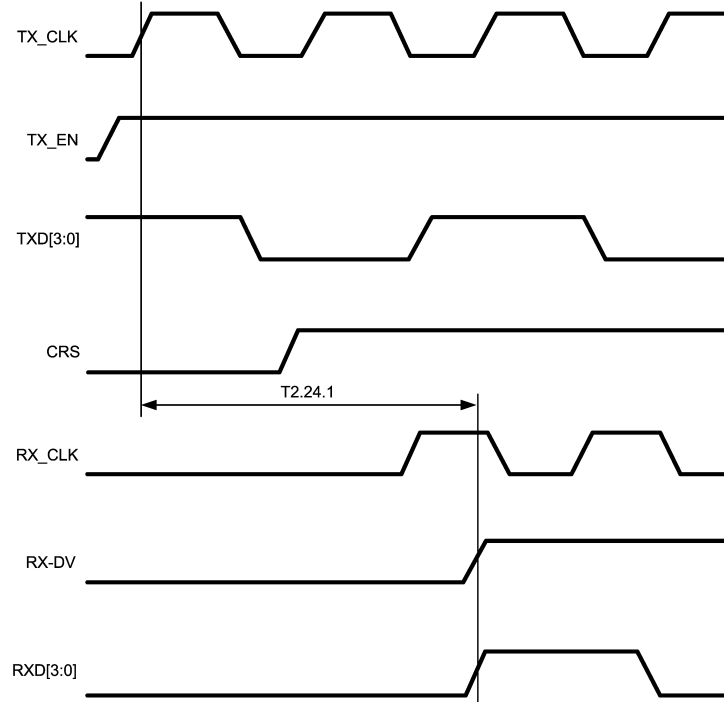 TX_CLK
TX_EN
TXD[3:0]
CRS
T2.24.1
RX_CLK
RX-DV
RXD[3:0]